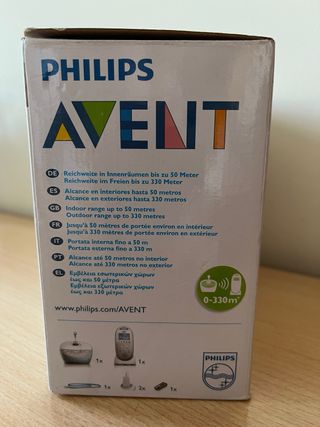 PHILIPS
AVENT
DE Reichweite in Innenräumen bis zu 50 Meter
Reichweite im Freien bis zu 330 Meter
ES Alcance en interiores hasta 50 metros
Alcance en exteriores hasta 330 metros
GB Indoor range up to 50 metres
Outdoor range up to 330 metres
FR Jusqu'à 50 mètres de portée en intérieur
Jusqu'à 330 mètres de portée en extérieur
IT Portata interna fino a 50 m
Portata esterna fino a 330 m
PT Alcance até 50 metros no interior
Alcance até 330 metros no exterior
EL Εμβέλεια εσωτερικών χώρων
έως και 50 μέτρα
Εμβέλεια εξωτερικών χώρων
έως και 330 μέτρα
0-330m
www.philips.com/AVENT
1x
1x
1x
2x
1x
PHILIPS